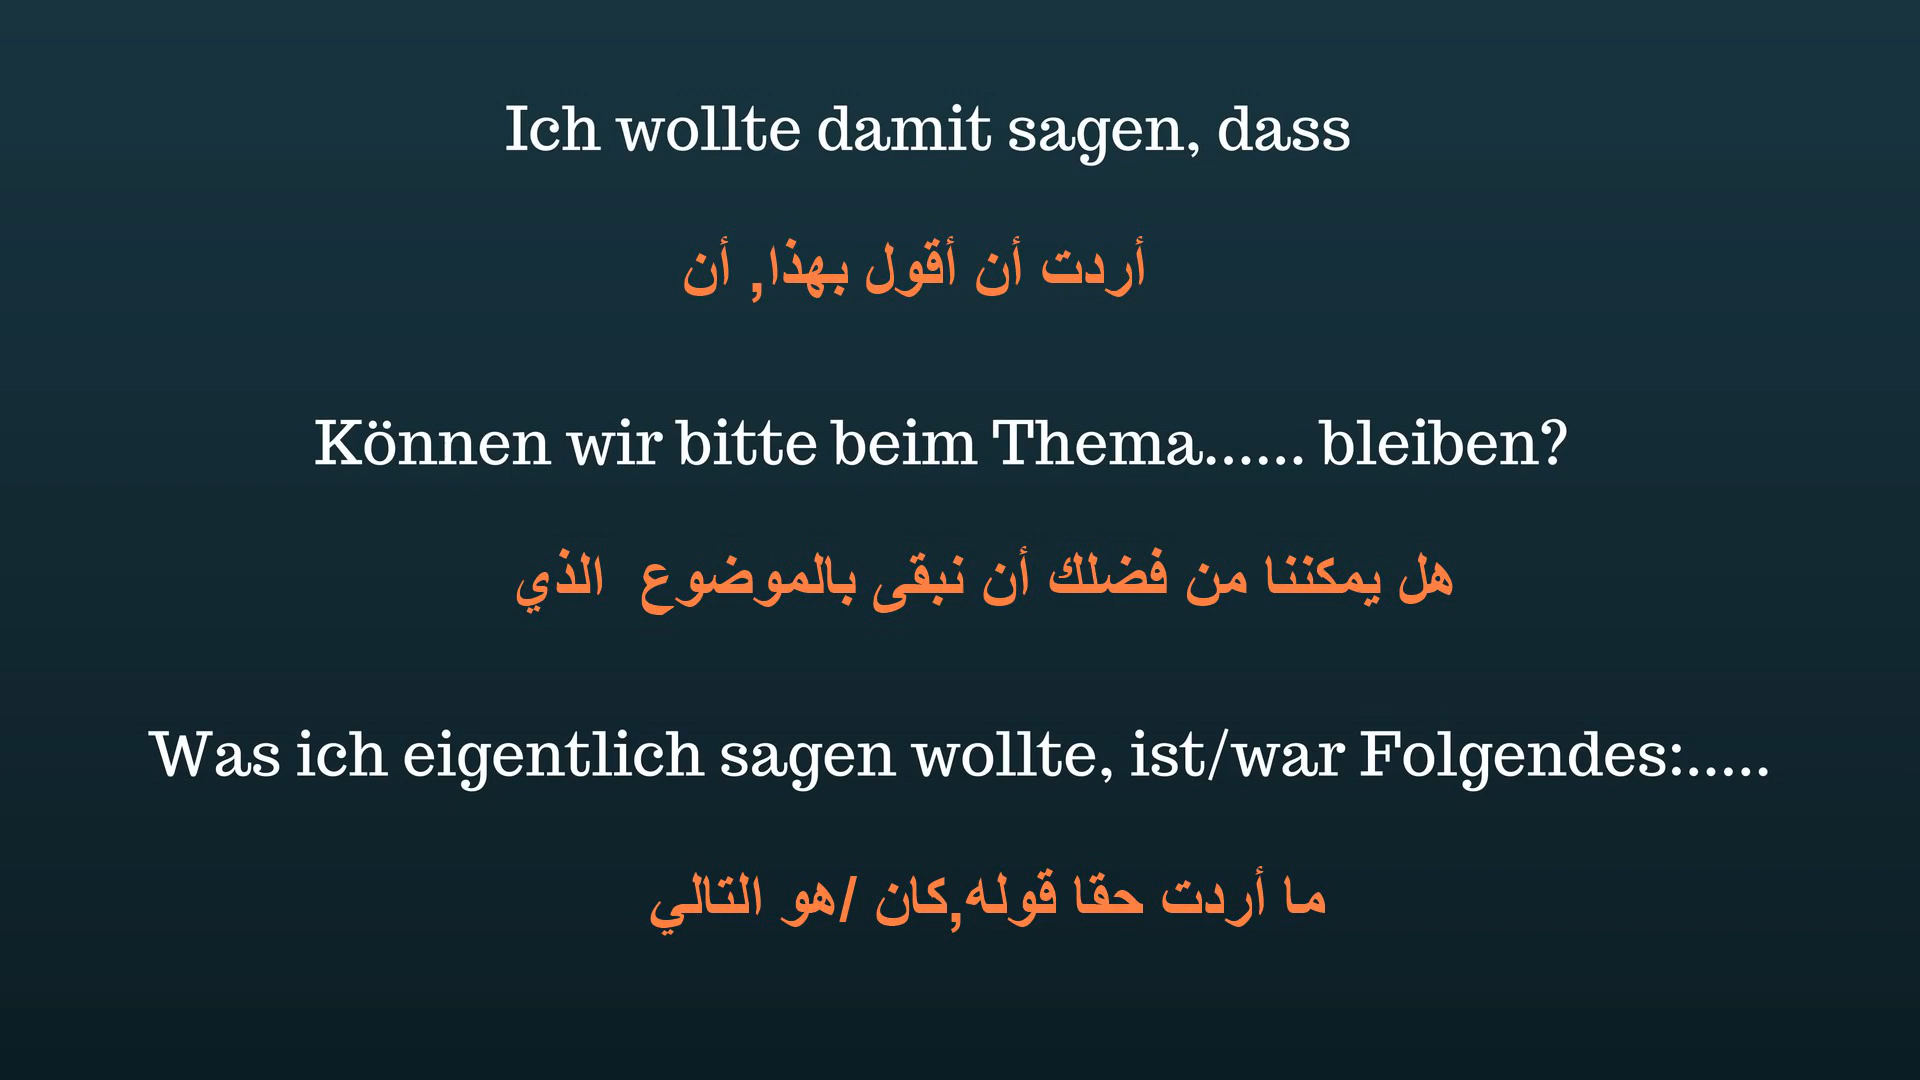 Ich wollte damit sagen, dass
أردت أن أقول بهذا, أن
Können wir bitte beim Thema...... bleiben?
هل يمكننا من فضلك أن نبقى بالموضوع  الذي
Was ich eigentlich sagen wollte, ist/war Folgendes:.....
ما أردت حقا قوله,كان /هو التالي